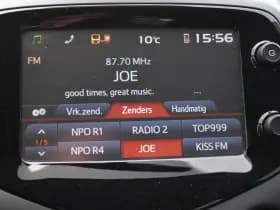 10°C 15:56
FM 87.70 MHz
JOE
good times, great music.
Vrk.zend. Zenders Handmatig
NPO R1 RADIO 2 TOP999
1/5
NPO R4 JOE KISS FM
G